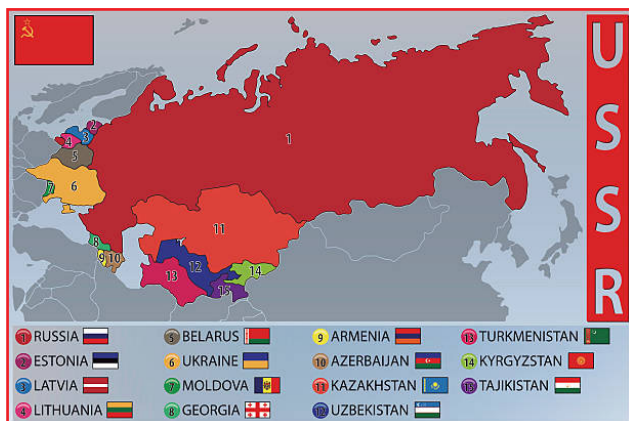 USSR
2
3
4
1
5
6
7
8
9
10
11
12
13
14
15
1 RUSSIA
5 BELARUS
9 ARMENIA
13 TURKMENISTAN
2 ESTONIA
6 UKRAINE
10 AZERBAIJAN
14 KYRGYZSTAN
3 LATVIA
7 MOLDOVA
11 KAZAKHSTAN
15 TAJIKISTAN
4 LITHUANIA
8 GEORGIA
12 UZBEKISTAN